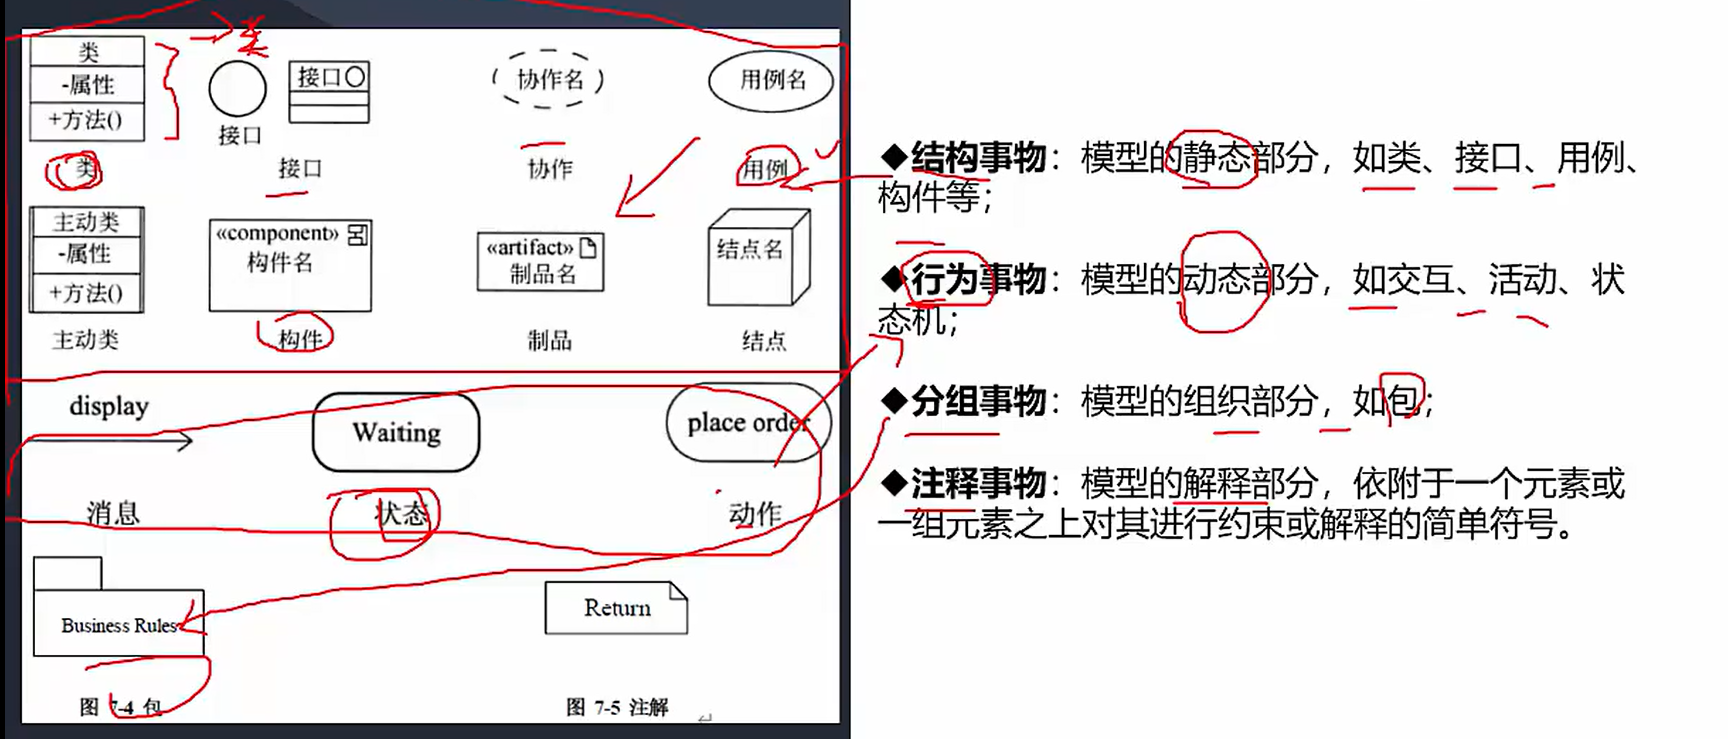 类
-属性
+方法()
类
类
接口
接口
接口
协作名
协作
用例名
用例
主动类
-属性
+方法()
主动类
«component»
构件名
构件
«artifact»
制品名
制品
结点名
结点
display
消息
Waiting
状态
place order
动作
Business Rules
图 7-4 包
Return
图 7-5 注解
◆结构事物：模型的静态部分，如类、接口、用例、
构件等；
◆行为事物：模型的动态部分，如交互、活动、状
态机；
◆分组事物：模型的组织部分，如包；
◆注释事物：模型的解释部分，依附于一个元素或
一组元素之上对其进行约束或解释的简单符号。